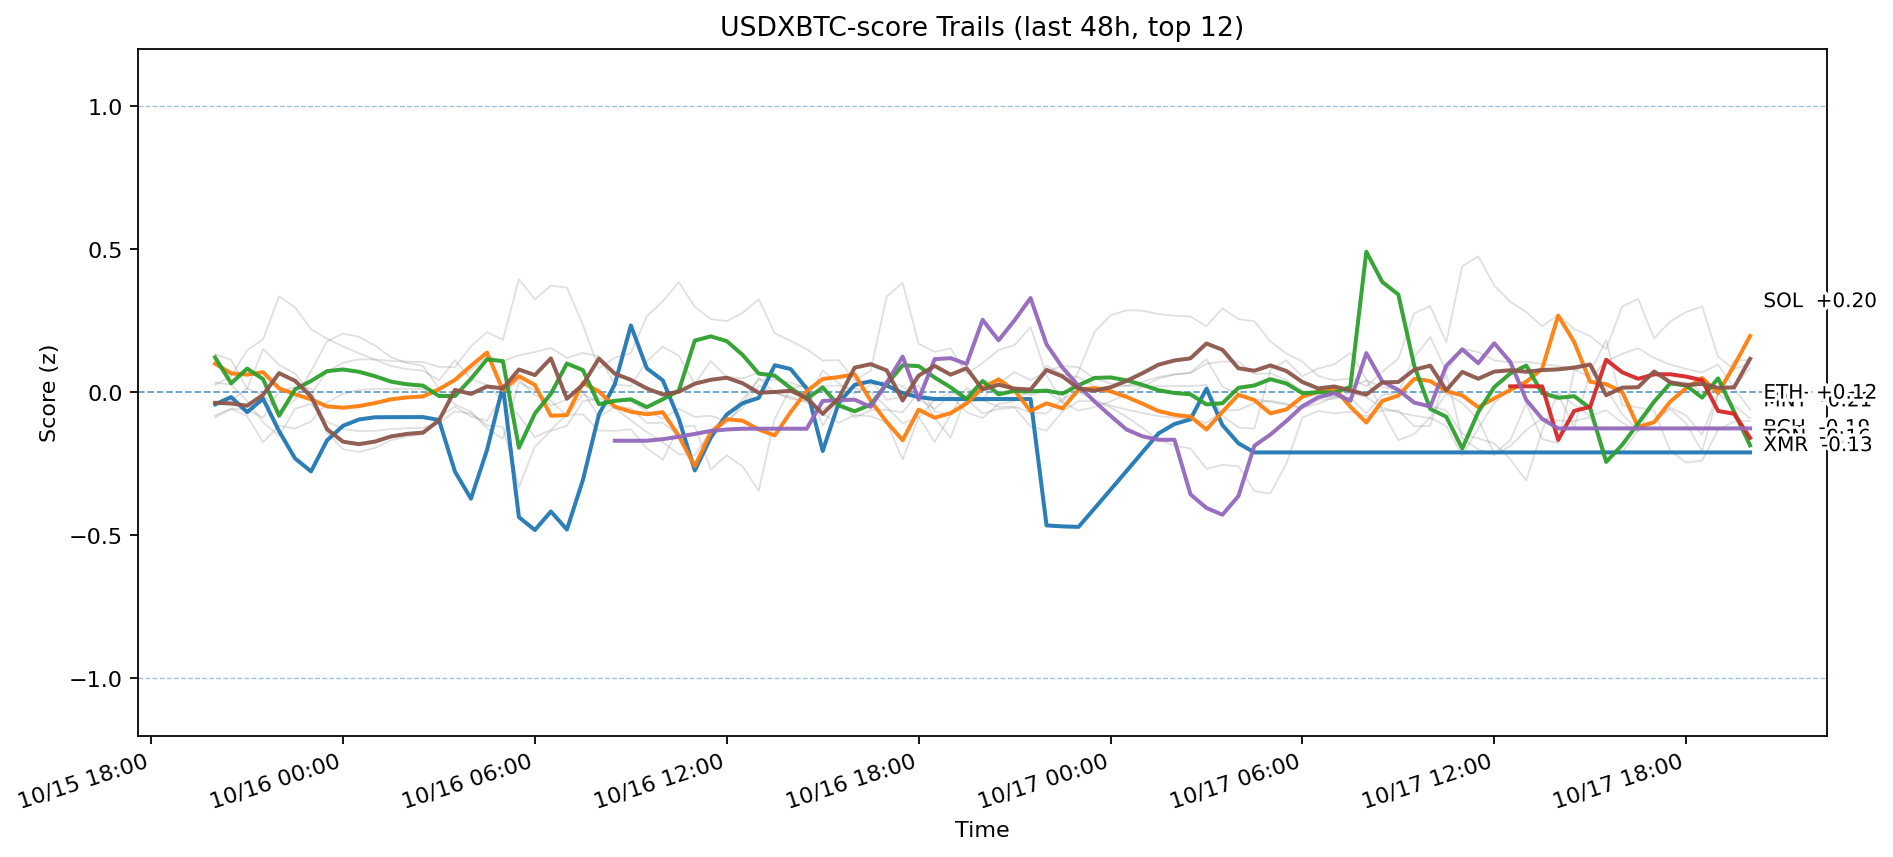 USDXBTC-score Trails (last 48h, top 12)
1.0
0.5
0.0
−0.5
−1.0
Score (z)
SOL +0.20
ETH +0.12
XMR -0.13
10/15 18:00
10/16 00:00
10/16 06:00
10/16 12:00
10/16 18:00
10/17 00:00
10/17 06:00
10/17 12:00
10/17 18:00
Time